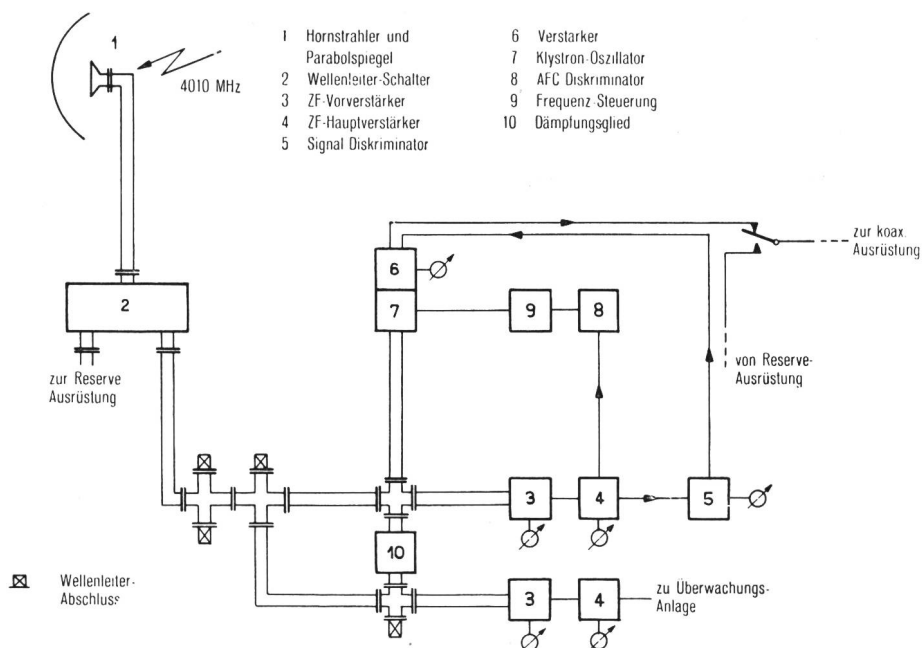 1
4010 MHz
1 Hornstrahler und
Parabolspiegel
2 Wellenleiter-Schalter
3 ZF-Vorverstärker
4 ZF-Hauptverstärker
5 Signal Diskriminator
6 Verstärker
7 Klystron-Oszillator
8 AFC Diskriminator
9 Frequenz-Steuerung
10 Dämpfungsglied
zur koax.
Ausrüstung
6
2
7
9
8
von Reserve-
Ausrüstung
zur Reserve
Ausrüstung
3
4
5
10
Wellenleiter-
Abschluss
3
4
zu Überwachungs-
Anlage